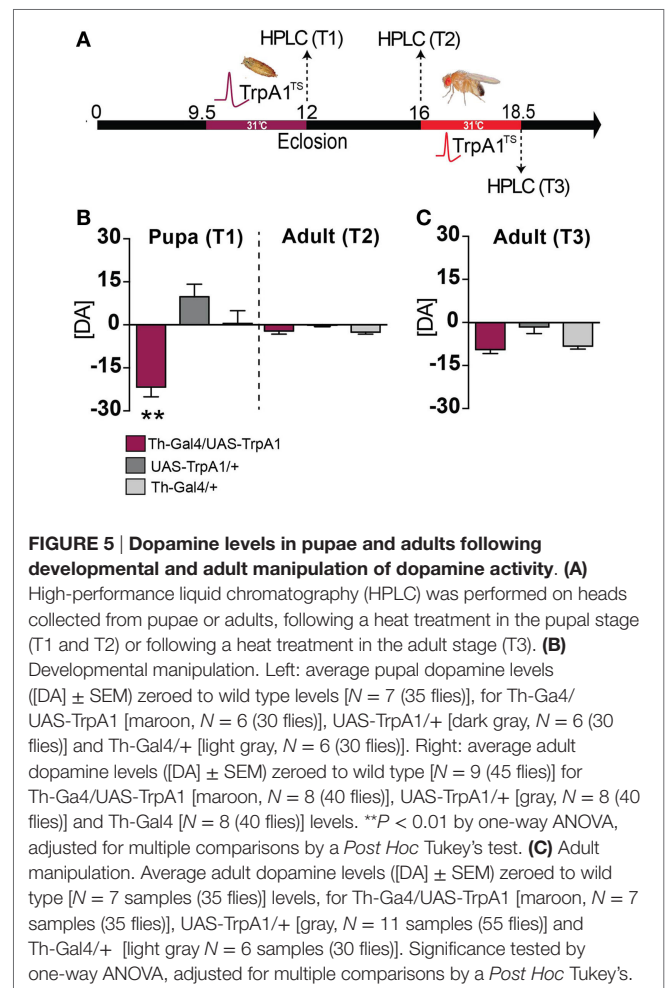 A
HPLC (T1)
HPLC (T2)
TrpA1TS
0
9.5
12
16
18.5
31°C
31°C
Eclosion
TrpA1TS
HPLC (T3)
B
C
30
15
0
-15
-30
[DA]
Pupa (T1)
Adult (T2)
**
30
15
0
-15
-30
[DA]
Adult (T3)
Th-Gal4/UAS-TrpA1
UAS-TrpA1/+
Th-Gal4/+
FIGURE 5 | Dopamine levels in pupae and adults following
developmental and adult manipulation of dopamine activity. (A)
High-performance liquid chromatography (HPLC) was performed on heads
collected from pupae or adults, following a heat treatment in the pupal stage
(T1 and T2) or following a heat treatment in the adult stage (T3). (B)
Developmental manipulation. Left: average pupal dopamine levels
([DA] ± SEM) zeroed to wild type levels [N = 7 (35 flies)], for Th-Ga4/
UAS-TrpA1 [maroon, N = 6 (30 flies)], UAS-TrpA1/+ [dark gray, N = 6 (30
flies)] and Th-Gal4/+ [light gray, N = 6 (30 flies)]. Right: average adult
dopamine levels ([DA] ± SEM) zeroed to wild type [N = 9 (45 flies)] for
Th-Ga4/UAS-TrpA1 [maroon, N = 8 (40 flies)], UAS-TrpA1/+ [gray, N = 8 (40
flies)] and Th-Gal4 [N = 8 (40 flies)] levels. **P < 0.01 by one-way ANOVA,
adjusted for multiple comparisons by a Post Hoc Tukey's test. (C) Adult
manipulation. Average adult dopamine levels ([DA] ± SEM) zeroed to wild
type [N = 7 samples (35 flies)] levels, for Th-Ga4/UAS-TrpA1 [maroon, N = 7
samples (35 flies)], UAS-TrpA1/+ [gray, N = 11 samples (55 flies)] and
Th-Gal4/+ [light gray N = 6 samples (30 flies)]. Significance tested by
one-way ANOVA, adjusted for multiple comparisons by a Post Hoc Tukey's.